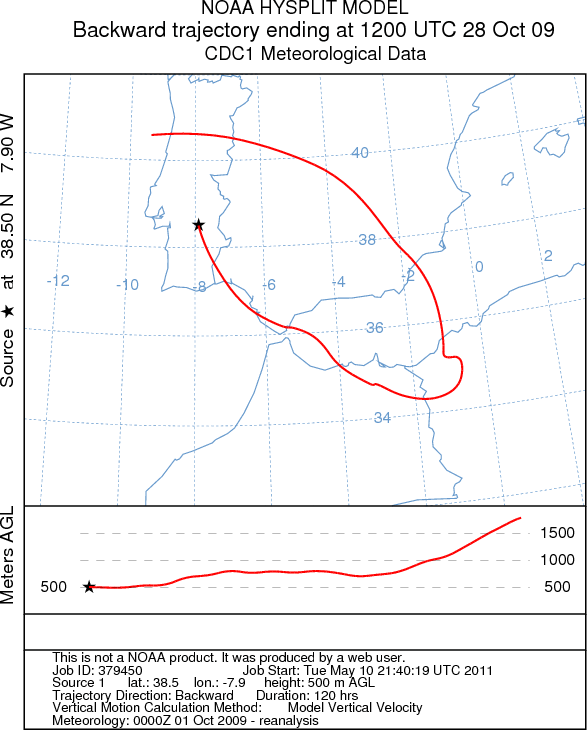 NOAA HYSPLIT MODEL
Backward trajectory ending at 1200 UTC 28 Oct 09
CDC1 Meteorological Data
Source ★ at 38.50 N 7.90 W
40
38
-12 -10 -8 -6 -4 -2 0 2
36
34
Meters AGL
1500
1000
500 500
This is not a NOAA product. It was produced by a web user.
Job ID: 379450 Job Start: Tue May 10 21:40:19 UTC 2011
Source 1 lat.: 38.5 lon.: -7.9 height: 500 m AGL
Trajectory Direction: Backward Duration: 120 hrs
Vertical Motion Calculation Method: Model Vertical Velocity
Meteorology: 0000Z 01 Oct 2009 - reanalysis